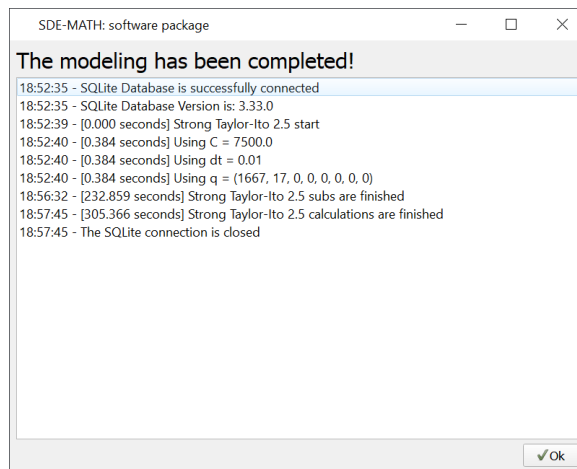 SDE-MATH: software package
The modeling has been completed!
18:52:35 - SQLite Database is successfully connected
18:52:35 - SQLite Database Version is: 3.33.0
18:52:39 - [0.000 seconds] Strong Taylor-Ito 2.5 start
18:52:40 - [0.384 seconds] Using C = 7500.0
18:52:40 - [0.384 seconds] Using dt = 0.01
18:52:40 - [0.384 seconds] Using q = (1667, 17, 0, 0, 0, 0, 0, 0)
18:56:32 - [232.859 seconds] Strong Taylor-Ito 2.5 subs are finished
18:57:45 - [305.366 seconds] Strong Taylor-Ito 2.5 calculations are finished
18:57:45 - The SQLite connection is closed
Ok